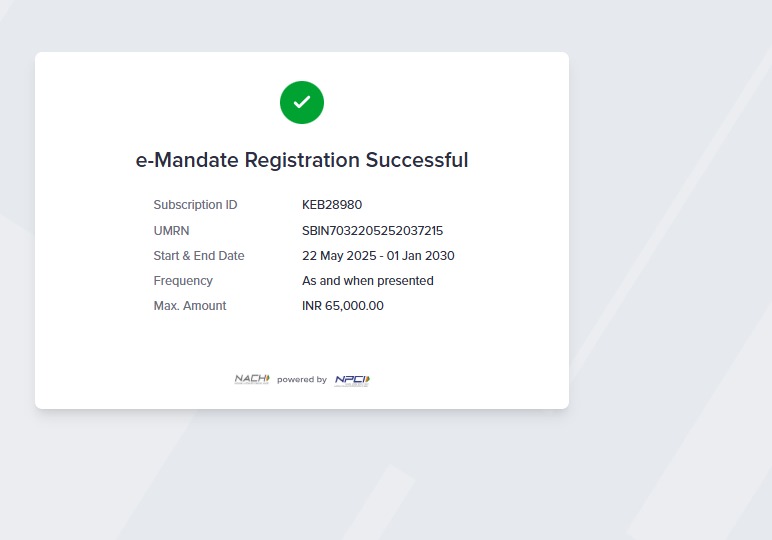 e-Mandate Registration Successful
Subscription ID KEB28980
UMRN SBIN7032205252037215
Start & End Date 22 May 2025 - 01 Jan 2030
Frequency As and when presented
Max. Amount INR 65,000.00
NACH powered by NPCI